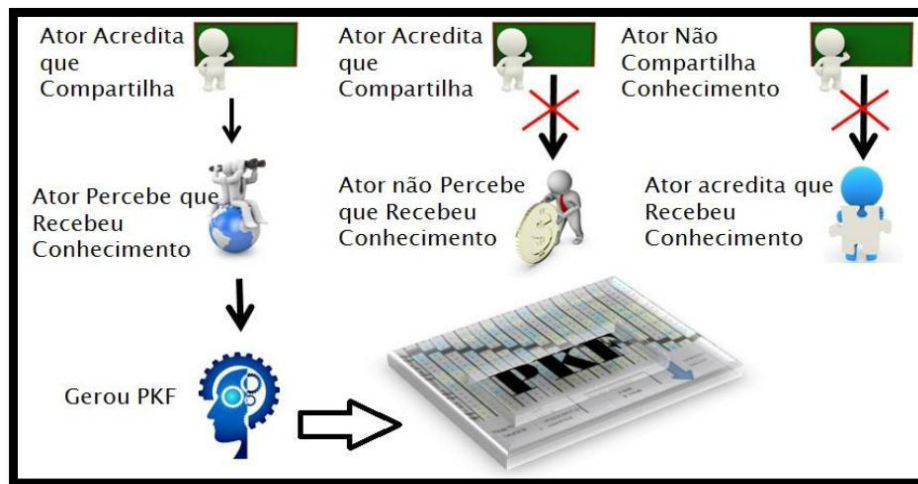 Ator Acredita
que
Compartilha
Ator Acredita
que
Compartilha
Ator Não
Compartilha
Conhecimento
Ator Percebe que
Recebeu
Conhecimento
Ator não Percebe
que Recebeu
Conhecimento
Ator acredita que
Recebeu
Conhecimento
Gerou PKF
PKF